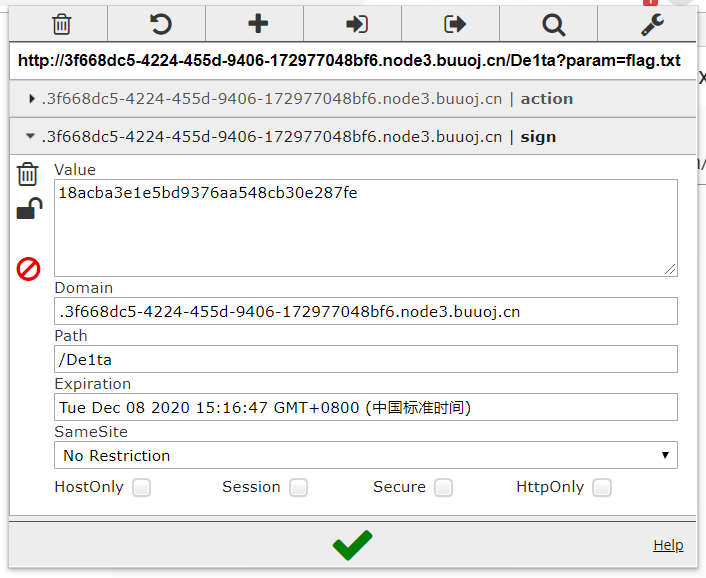 http://3f668dc5-4224-455d-9406-172977048bf6.node3.buuoj.cn/De1ta?param=flag.txt
.3f668dc5-4224-455d-9406-172977048bf6.node3.buuoj.cn | action
.3f668dc5-4224-455d-9406-172977048bf6.node3.buuoj.cn | sign
Value
18acba3e1e5bd9376aa548cb30e287fe
Domain
.3f668dc5-4224-455d-9406-172977048bf6.node3.buuoj.cn
Path
/De1ta
Expiration
Tue Dec 08 2020 15:16:47 GMT+0800 (中国标准时间)
SameSite
No Restriction
HostOnly Session Secure HttpOnly
Help